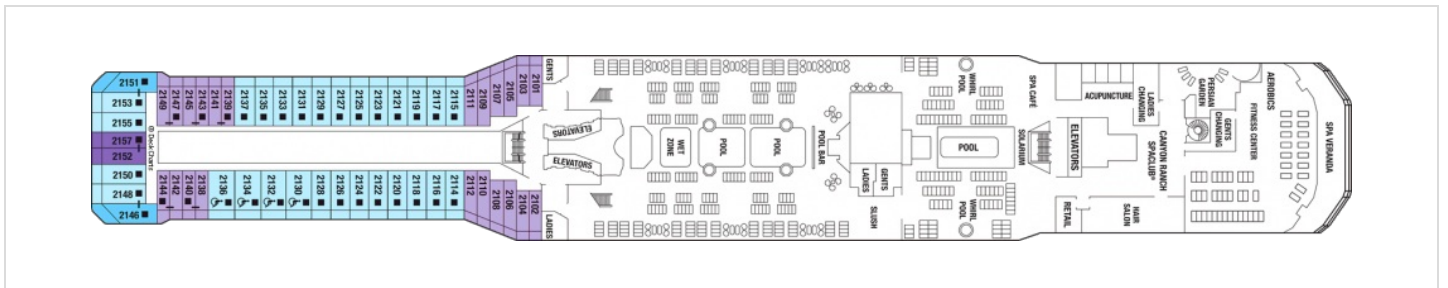 2151
2153
2155
2157
2152
2150
2148
2146
© Deck Charts
2149
2147
2145
2143
2141
2139
2137
2135
2133
2131
2129
2127
2125
2123
2121
2119
2117
2115
2111
2109
2107
2105
2103
2101
2144
2142
2140
2138
2136
2134
2132
2130
2128
2126
2124
2122
2120
2118
2116
2114
2112
2110
2108
2106
2104
2102
GENTS
LADIES
ELEVATORS
ELEVATORS
WET
ZONE
POOL
POOL
POOL BAR
LADIES
GENTS
SLUSH
WHIRL
POOL
POOL
WHIRL
POOL
SPA CAFÉ
SOLARIUM
ELEVATORS
ACUPUNCTURE
LADIES
CHANGING
RETAIL
HAIR
SALON
CANYON RANCH
SPACLUB®
PERSIAN
GARDEN
GENTS
CHANGING
FITNESS CENTER
AEROBICS
SPA VERANDA